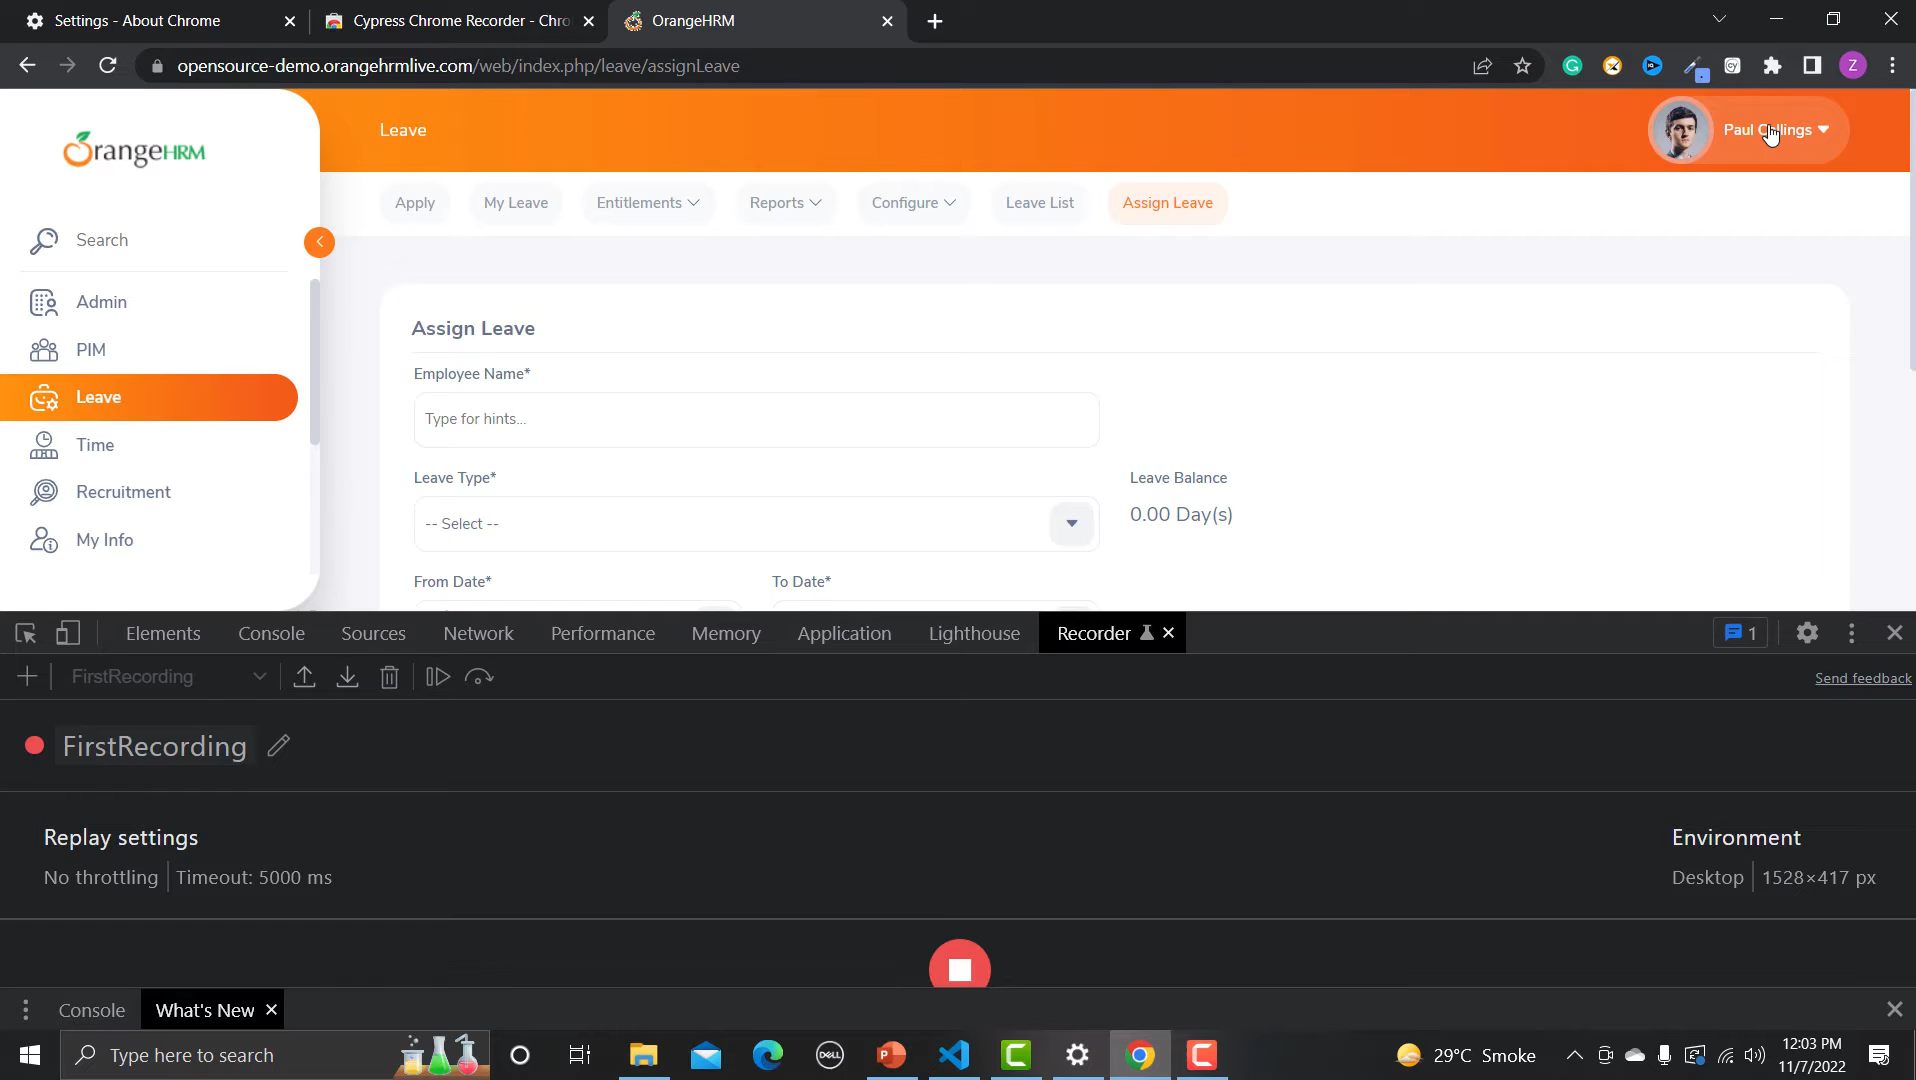 Settings - About Chrome
Cypress Chrome Recorder - Chro
OrangeHRM
opensource-demo.orangehrmlive.com/web/index.php/leave/assignLeave
Z
OrangeHRM
Leave
Paul Collings
Apply
My Leave
Entitlements
Reports
Configure
Leave List
Assign Leave
Search
Admin
PIM
Leave
Time
Recruitment
My Info
Assign Leave
Employee Name*
Type for hints...
Leave Type*
-- Select --
Leave Balance
0.00 Day(s)
From Date*
To Date*
Elements
Console
Sources
Network
Performance
Memory
Application
Lighthouse
Recorder
1
FirstRecording
Send feedback
FirstRecording
Replay settings
No throttling
Timeout: 5000 ms
Environment
Desktop
1528×417 px
Console
What's New
Type here to search
DELL
29°C Smoke
12:03 PM
11/7/2022